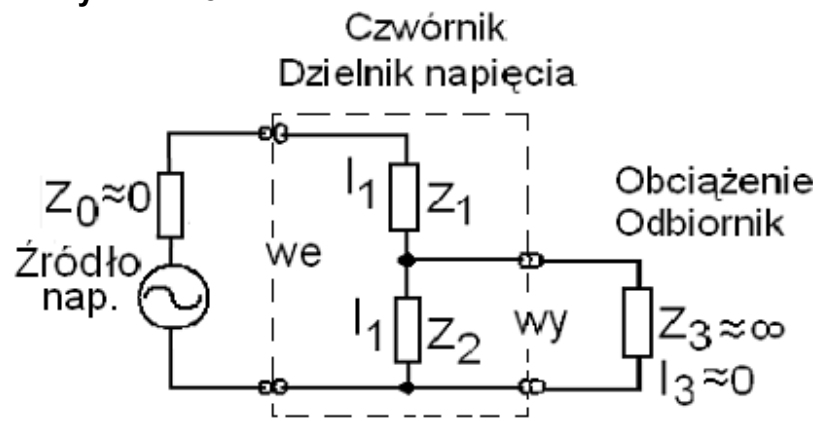 Czwórnik
Dzielnik napięcia
I1
Z1
Z0≈0
Obciążenie
Odbiornik
we
Źródło
nap.
I1
Z2
wy
Z3≈∞
I3≈0